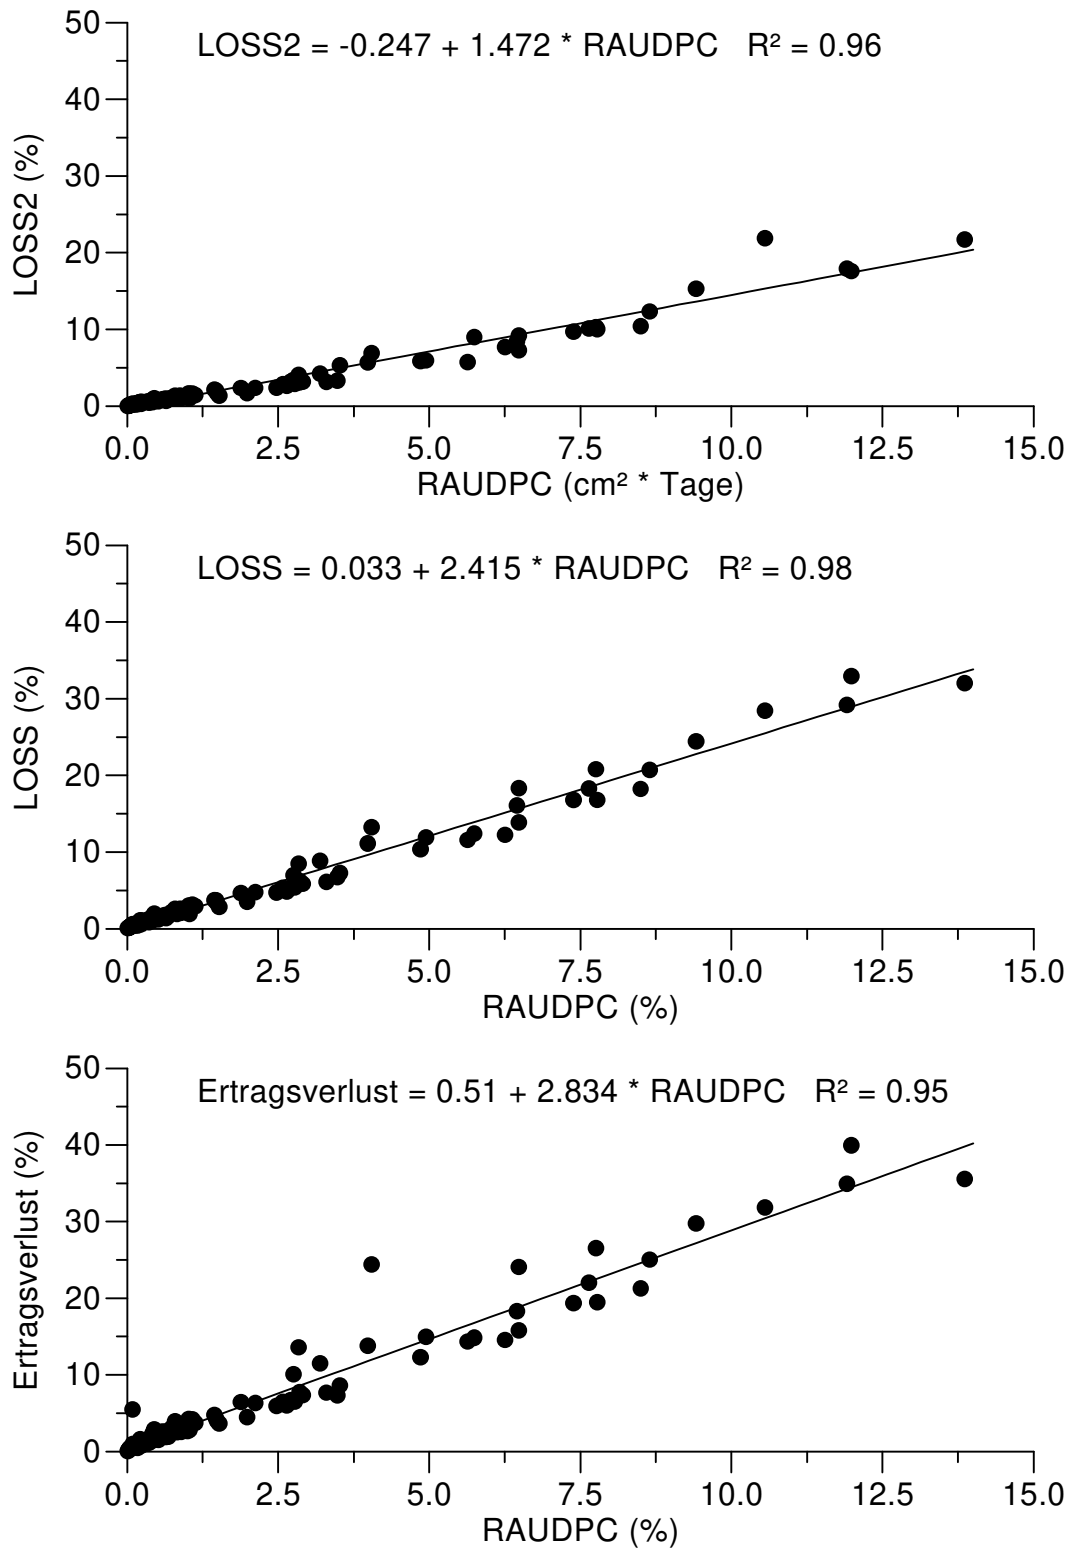 LOSS2 = -0.247 + 1.472 * RAUDPC R² = 0.96
LOSS2 (%)
50
40
30
20
10
0
0.0 2.5 5.0 7.5 10.0 12.5 15.0
RAUDPC (cm² * Tage)
LOSS = 0.033 + 2.415 * RAUDPC R² = 0.98
LOSS (%)
50
40
30
20
10
0
0.0 2.5 5.0 7.5 10.0 12.5 15.0
RAUDPC (%)
Ertragsverlust = 0.51 + 2.834 * RAUDPC R² = 0.95
Ertragsverlust (%)
50
40
30
20
10
0
0.0 2.5 5.0 7.5 10.0 12.5 15.0
RAUDPC (%)